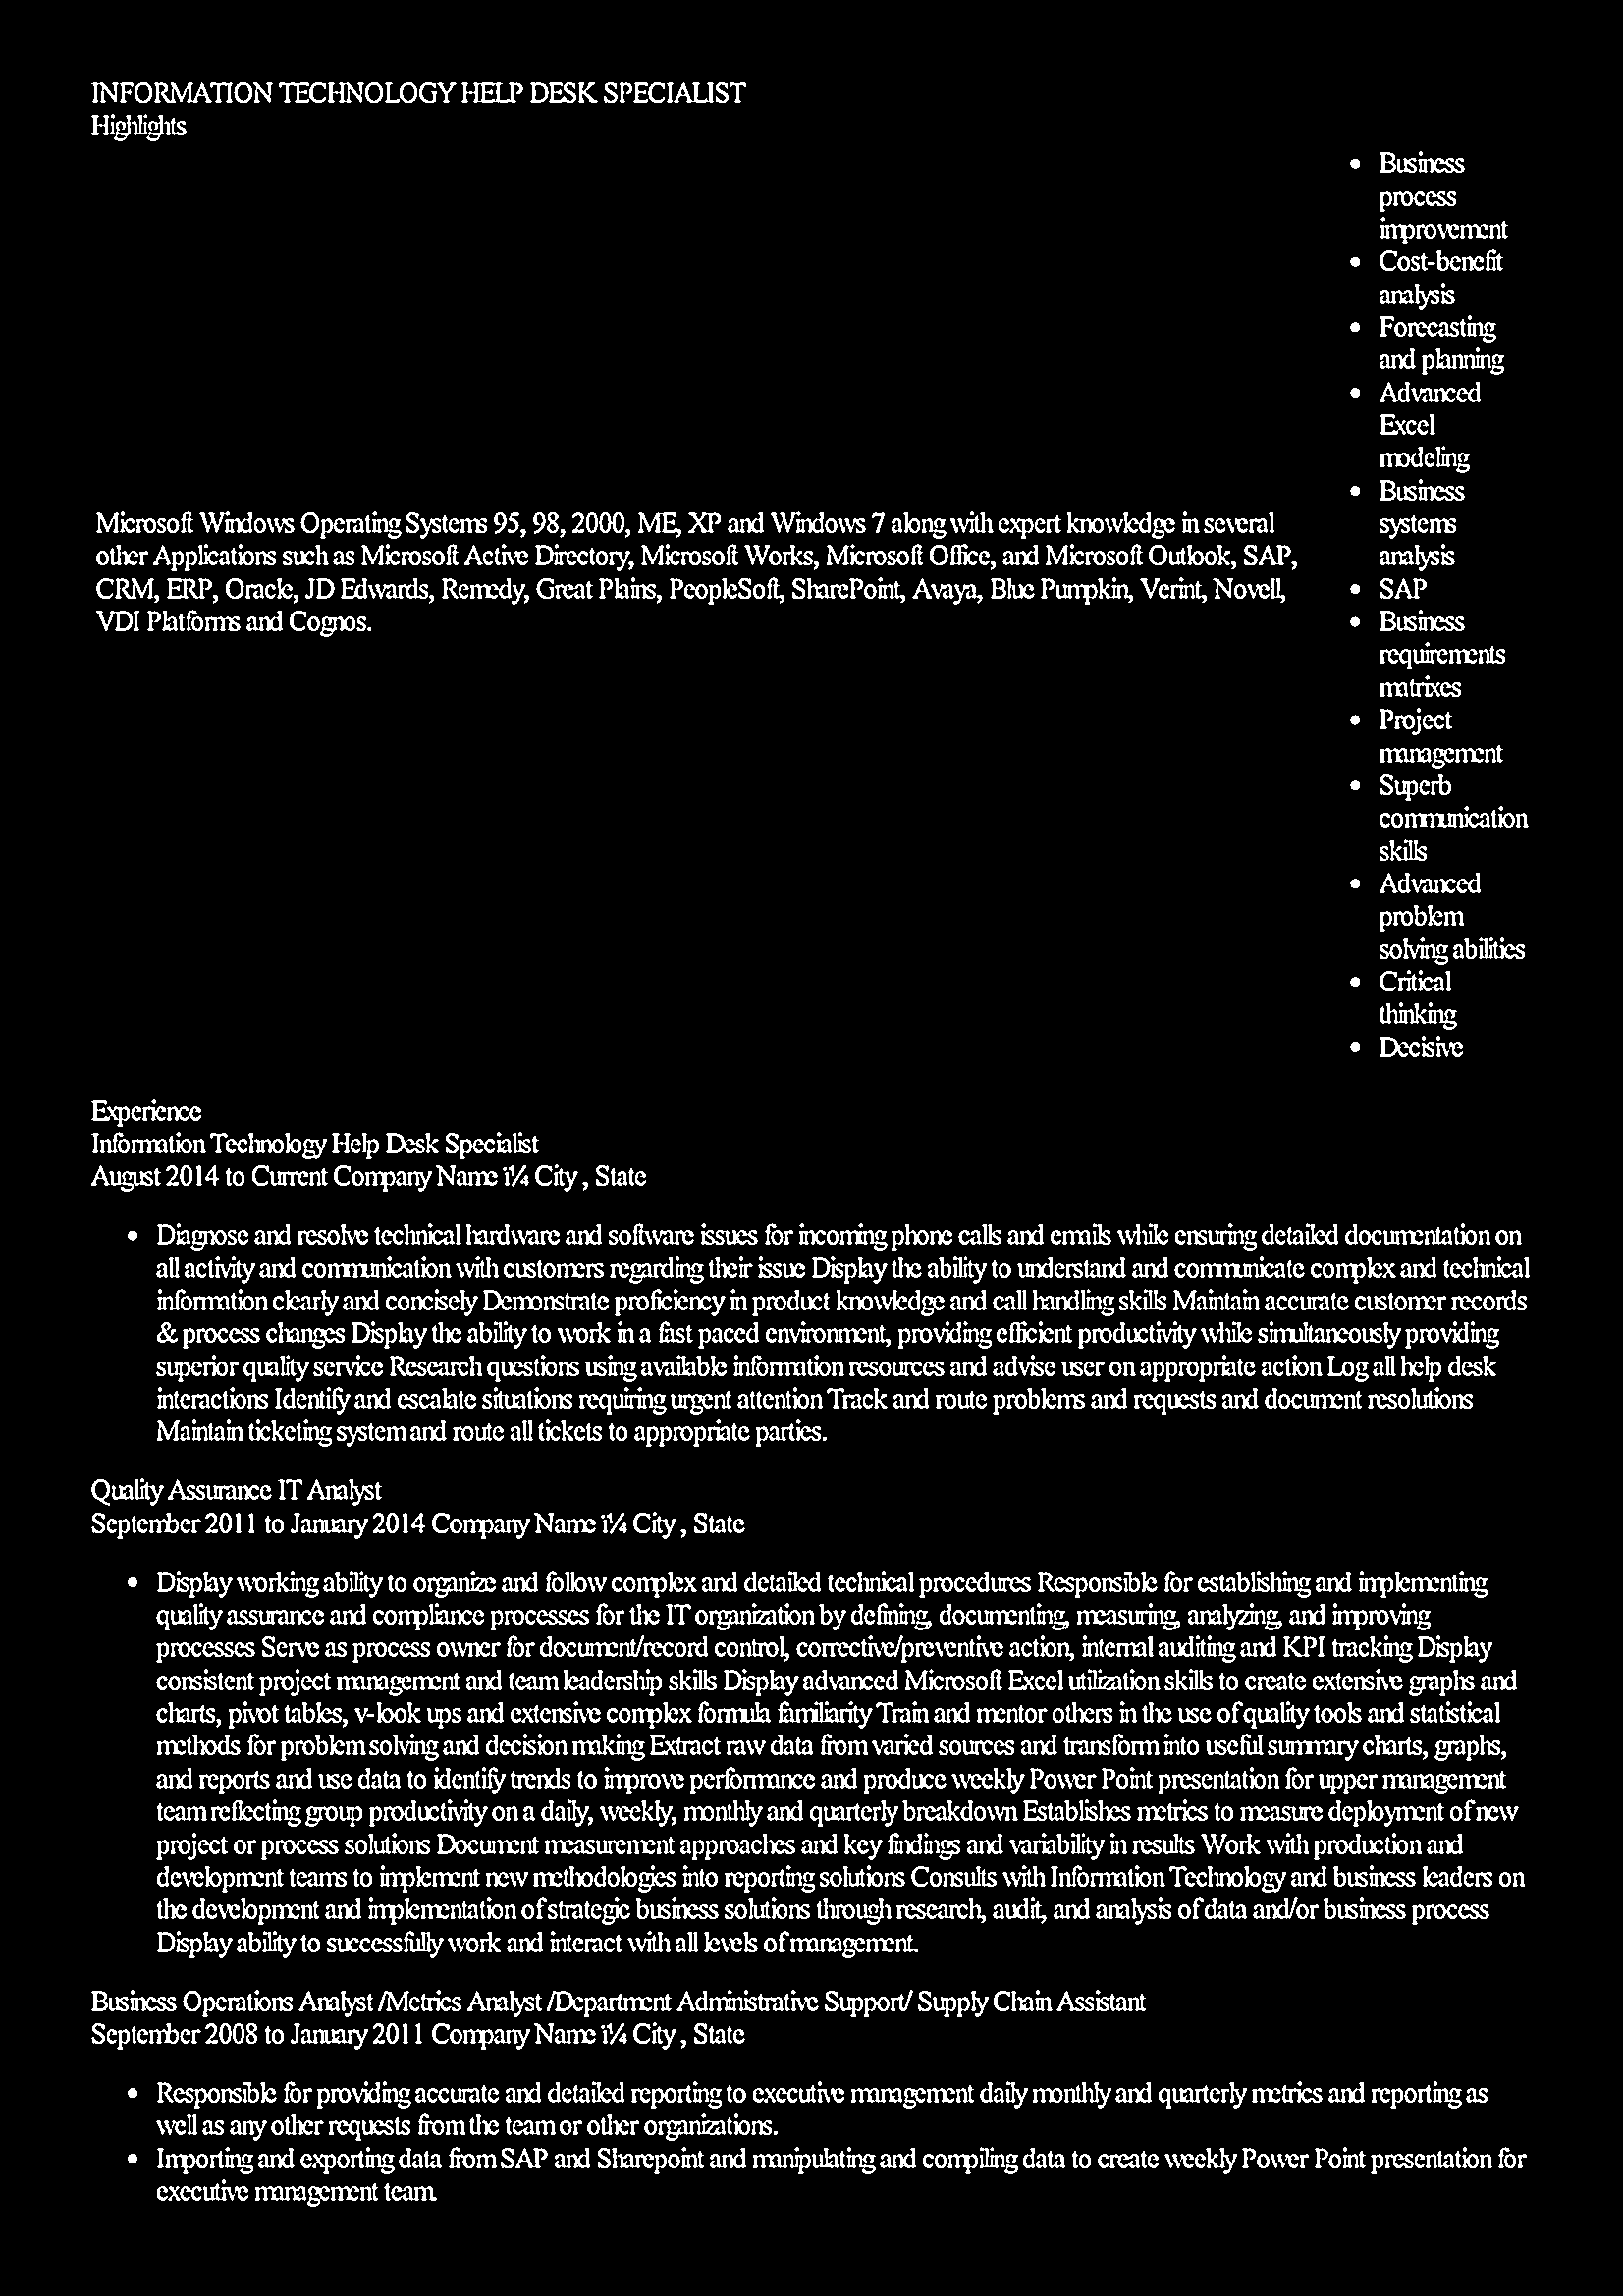 INFORMATION TECHNOLOGY HELP DESK SPECIALIST
Highlights
Microsoft Windows Operating Systems 95, 98, 2000, ME, XP and Windows 7 along with expert knowledge in several
other Applications such as Microsoft Active Directory, Microsoft Works, Microsoft Office, and Microsoft Outlook, SAP,
CRM, ERP, Oracle, JD Edwards, Remedy, Great Plains, PeopleSoft, SharePoint, Avaya, Blue Pumpkin, Verint, Novell,
VDI Platforms and Cognos.
• Business
process
improvement
• Cost-benefit
analysis
• Forecasting
and planning
• Advanced
Excel
modeling
• Business
systems
analysis
• SAP
• Business
requirements
matrixes
• Project
management
• Superb
communication
skills
• Advanced
problem
solving abilities
• Critical
thinking
• Decisive
Experience
Information Technology Help Desk Specialist
August 2014 to Current Company Name ï¼ City , State
• Diagnose and resolve technical hardware and software issues for incoming phone calls and emails while ensuring detailed documentation on
all activity and communication with customers regarding their issue Display the ability to understand and communicate complex and technical
information clearly and concisely Demonstrate proficiency in product knowledge and call handling skills Maintain accurate customer records
& process changes Display the ability to work in a fast paced environment, providing efficient productivity while simultaneously providing
superior quality service Research questions using available information resources and advise user on appropriate action Log all help desk
interactions Identify and escalate situations requiring urgent attention Track and route problems and requests and document resolutions
Maintain ticketing system and route all tickets to appropriate parties.
Quality Assurance IT Analyst
September 2011 to January 2014 Company Name ï¼ City , State
• Display working ability to organize and follow complex and detailed technical procedures Responsible for establishing and implementing
quality assurance and compliance processes for the IT organization by defining, documenting, measuring, analyzing, and improving
processes Serve as process owner for document/record control, corrective/preventive action, internal auditing and KPI tracking Display
consistent project management and team leadership skills Display advanced Microsoft Excel utilization skills to create extensive graphs and
charts, pivot tables, v-look ups and extensive complex formula familiarity Train and mentor others in the use of quality tools and statistical
methods for problem solving and decision making Extract raw data from varied sources and transform into useful summary charts, graphs,
and reports and use data to identify trends to improve performance and produce weekly Power Point presentation for upper management
team reflecting group productivity on a daily, weekly, monthly and quarterly breakdown Establishes metrics to measure deployment of new
project or process solutions Document measurement approaches and key findings and variability in results Work with production and
development teams to implement new methodologies into reporting solutions Consults with Information Technology and business leaders on
the development and implementation of strategic business solutions through research, audit, and analysis of data and/or business process
Display ability to successfully work and interact with all levels of management.
Business Operations Analyst /Metrics Analyst /Department Administrative Support/ Supply Chain Assistant
September 2008 to January 2011 Company Name ï¼ City , State
• Responsible for providing accurate and detailed reporting to executive management daily monthly and quarterly metrics and reporting as
well as any other requests from the team or other organizations.
• Importing and exporting data from SAP and Sharepoint and manipulating and compiling data to create weekly Power Point presentation for
executive management team.